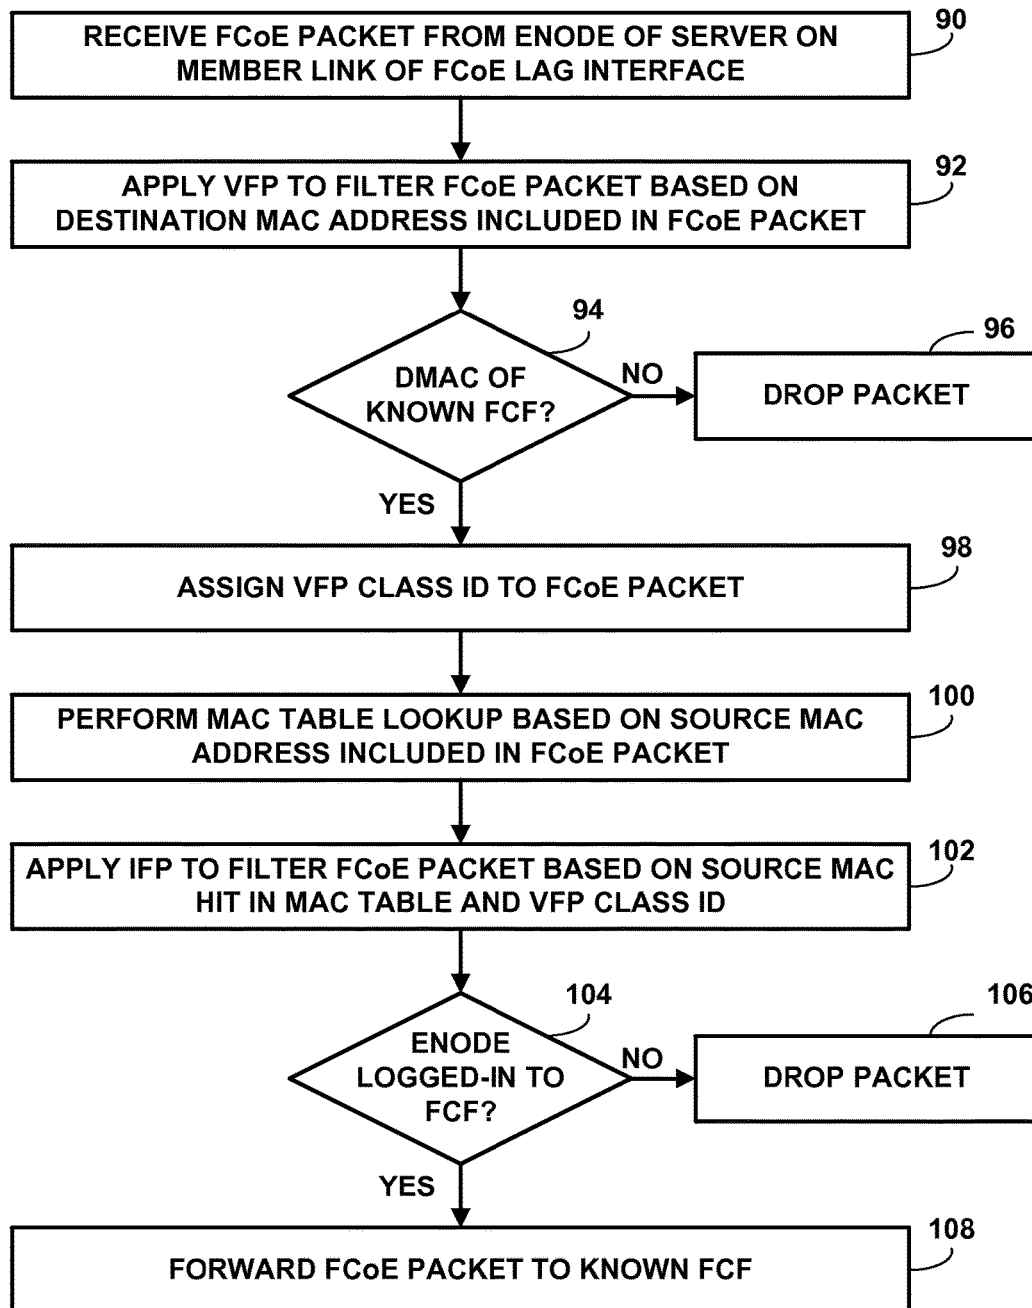 RECEIVE FCoE PACKET FROM ENODE OF SERVER ON
MEMBER LINK OF FCoE LAG INTERFACE
90
APPLY VFP TO FILTER FCoE PACKET BASED ON
DESTINATION MAC ADDRESS INCLUDED IN FCoE PACKET
92
94
DMAC OF
KNOWN FCF?
NO
96
DROP PACKET
YES
98
ASSIGN VFP CLASS ID TO FCoE PACKET
100
PERFORM MAC TABLE LOOKUP BASED ON SOURCE MAC
ADDRESS INCLUDED IN FCoE PACKET
102
APPLY IFP TO FILTER FCoE PACKET BASED ON SOURCE MAC
HIT IN MAC TABLE AND VFP CLASS ID
104
ENODE
LOGGED-IN TO
FCF?
NO
106
DROP PACKET
YES
108
FORWARD FCoE PACKET TO KNOWN FCF